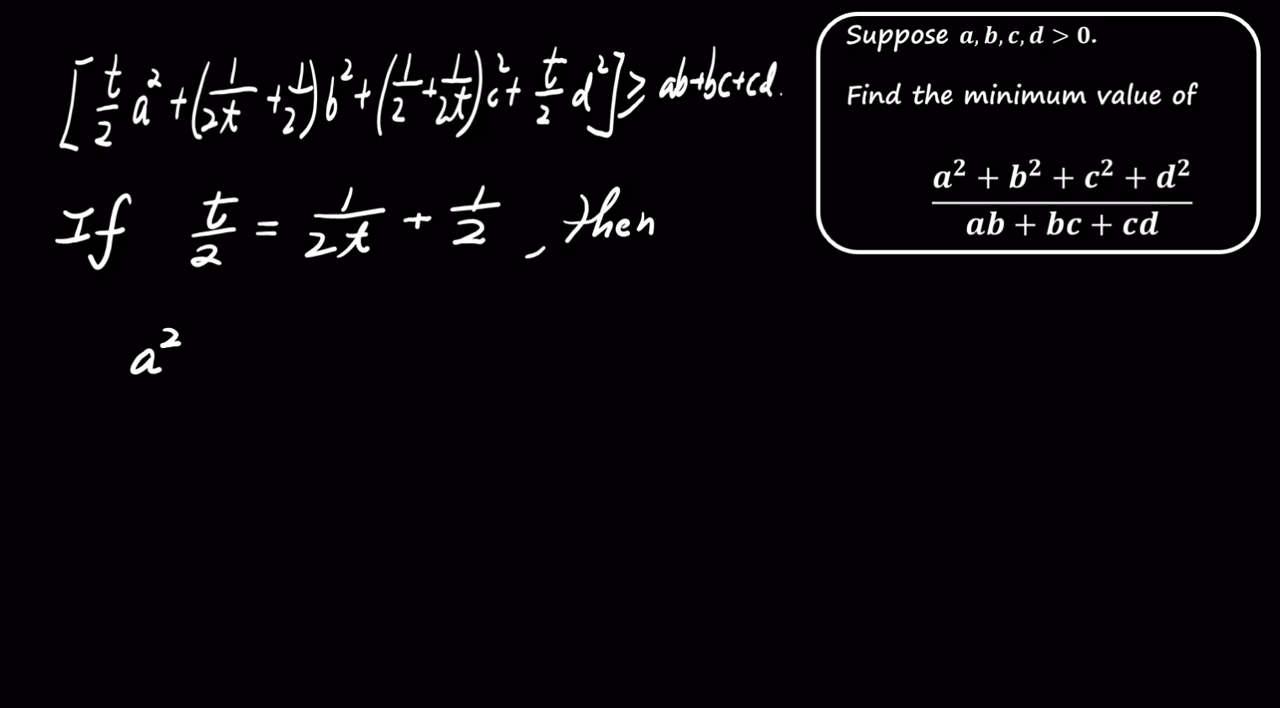 [t/2 a² + (1/2t + 1/2) b² + (1/2 + 1/2t) c² + t/2 d²] ≥ ab+bc+cd.
If t/2 = 1/2t + 1/2, then
a²
Suppose a, b, c, d > 0.
Find the minimum value of
a² + b² + c² + d²
ab + bc + cd